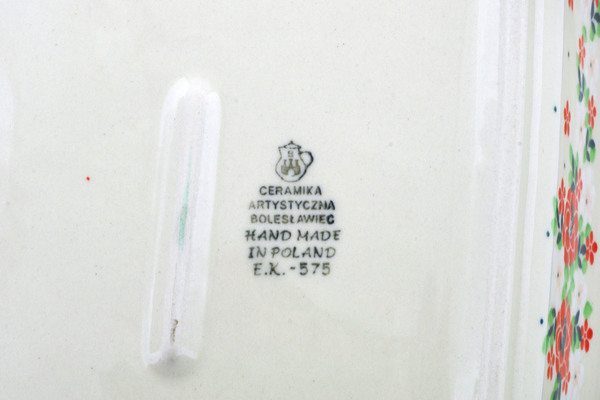 CERAMIKA
ARTYSTYCZNA
BOLESŁAWIEC
HAND MADE
IN POLAND
E.K. - 575